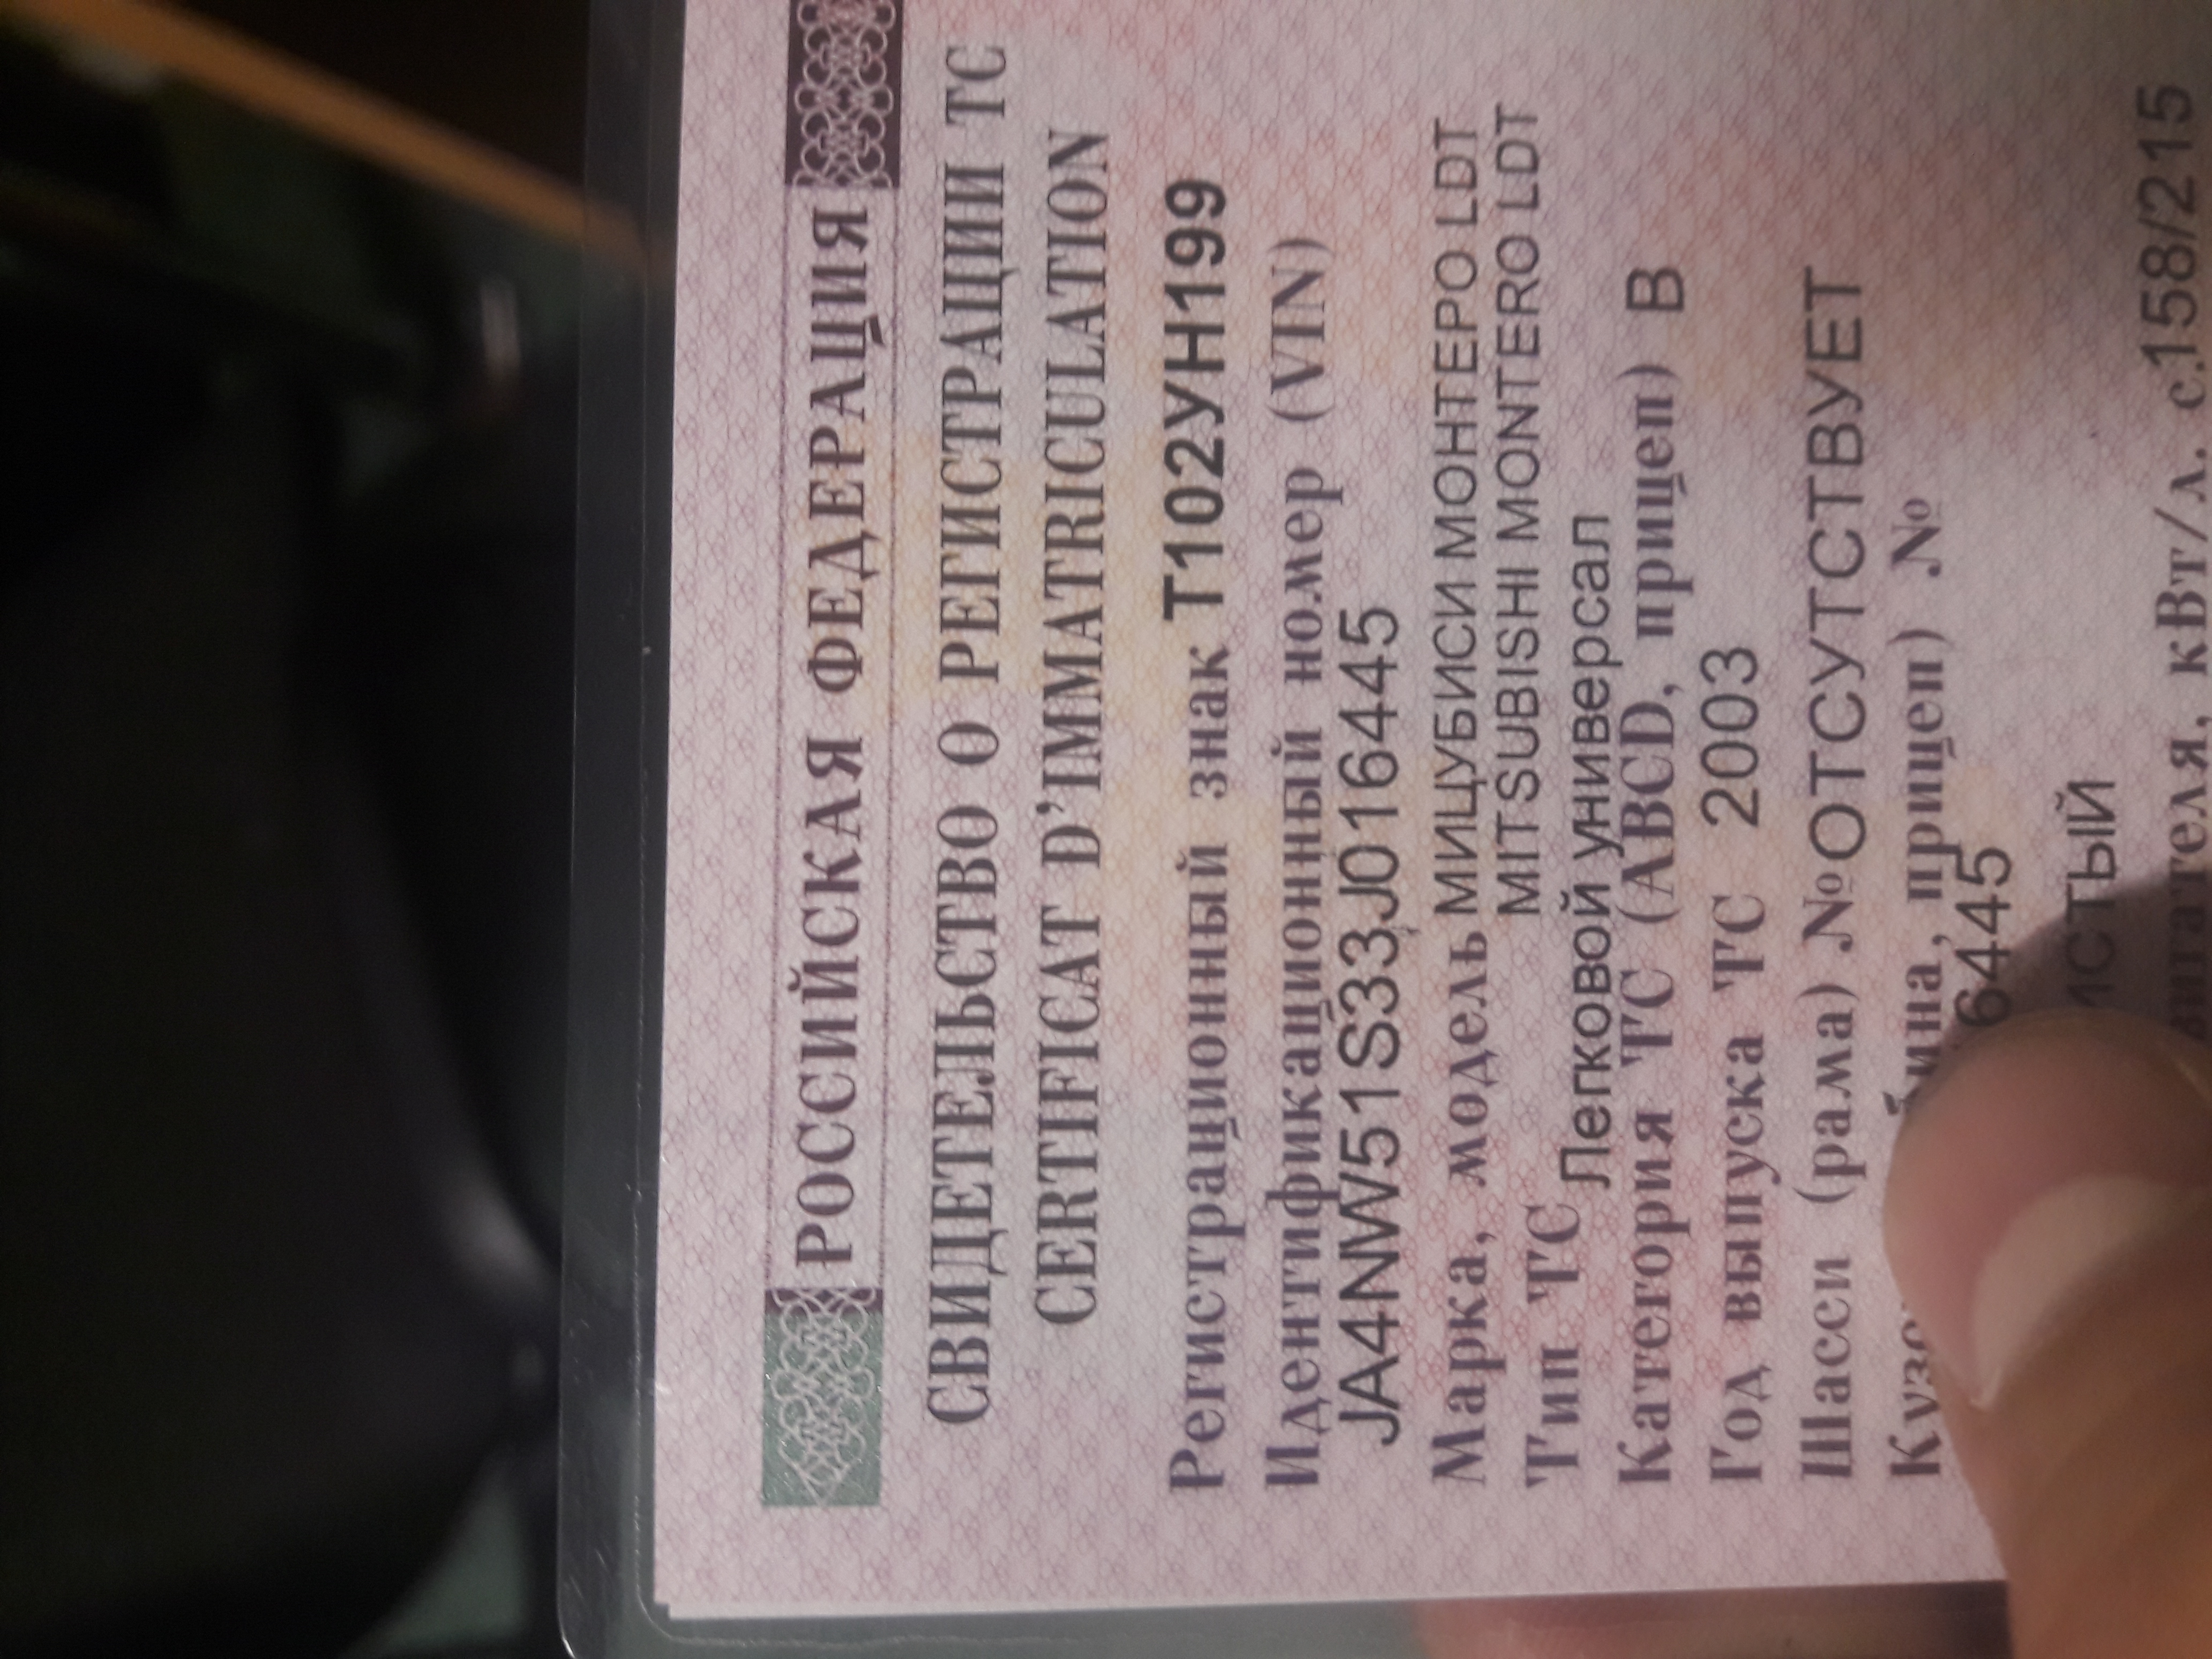 РОССИЙСКАЯ ФЕДЕРАЦИЯ
СВИДЕТЕЛЬСТВО О РЕГИСТРАЦИИ ТС
CERTIFICAT D'IMMATRICULATION
Регистрационный знак Т102УН199
Идентификационный номер (VIN)
JA4NW51S33J016445
Марка, модель МИЦУБИСИ МОНТЕРО LDT
MITSUBISHI MONTERO LDT
Тип ТС Легковой универсал
Категория ТС (ABCD, прицеп) B
Год выпуска ТС 2003
Шасси (рама) № ОТСУТСТВУЕТ
прицеп) №
6445
кВт/л. с. 158/215